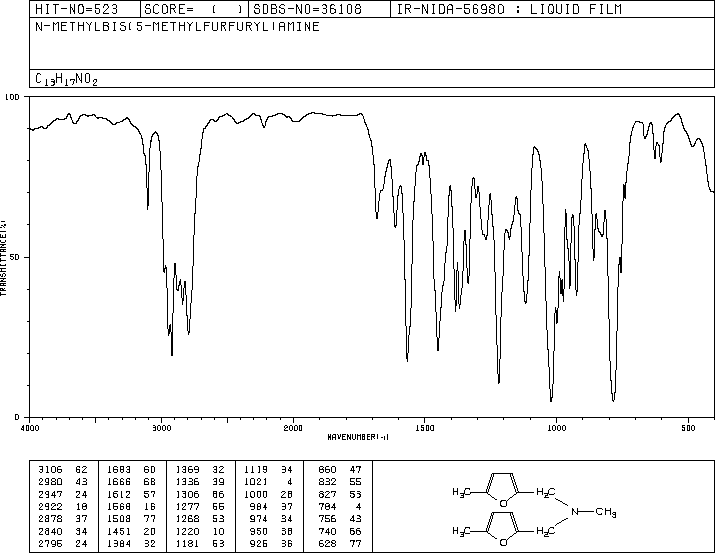 HIT-NO=523 SCORE= ( ) SDBS-NO=36108 IR-NIDA-56980 : LIQUID FILM
N-METHYLBIS(5-METHYLFURFURYL)AMINE
C13H17NO2
100
50
0
TRANSMITTANCE(%)
4000 3000 2000 1500 1000 500
WAVENUMBER(-1)
3106 62 1683 60 1369 32 1119 34 860 47
2980 43 1666 68 1336 39 1021 4 832 55
2947 24 1612 57 1306 66 1000 28 827 53
2922 18 1568 16 1277 55 984 37 784 4
2878 37 1508 77 1268 53 974 34 756 43
2840 34 1451 20 1220 10 950 38 740 66
2795 24 1384 32 1181 53 926 36 628 77
H3C O H2C
N CH3
H3C O H2C